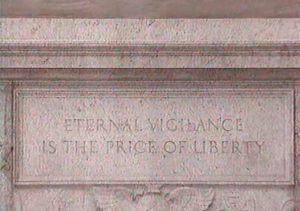 ETERNAL VIGILANCE
IS THE PRICE OF LIBERTY